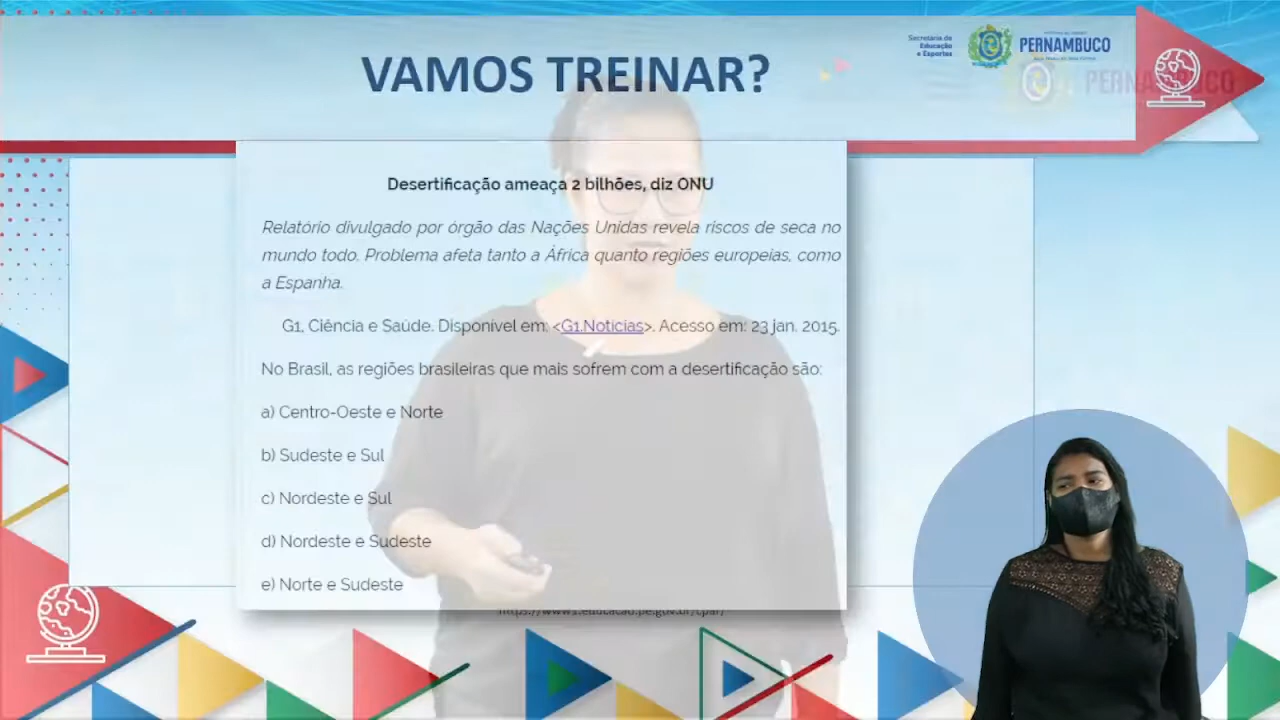 VAMOS TREINAR?
Secretaria de
Educação
e Esportes
PERNAMBUCO
PERNAMBUCO
Desertificação ameaça 2 bilhões, diz ONU
Relatório divulgado por órgão das Nações Unidas revela riscos de seca no
mundo todo. Problema afeta tanto a África quanto regiões europeias, como
a Espanha.
G1, Ciência e Saúde. Disponível em: <G1.Notícias>. Acesso em: 23 jan. 2015.
No Brasil, as regiões brasileiras que mais sofrem com a desertificação são:
a) Centro-Oeste e Norte
b) Sudeste e Sul
c) Nordeste e Sul
d) Nordeste e Sudeste
e) Norte e Sudeste